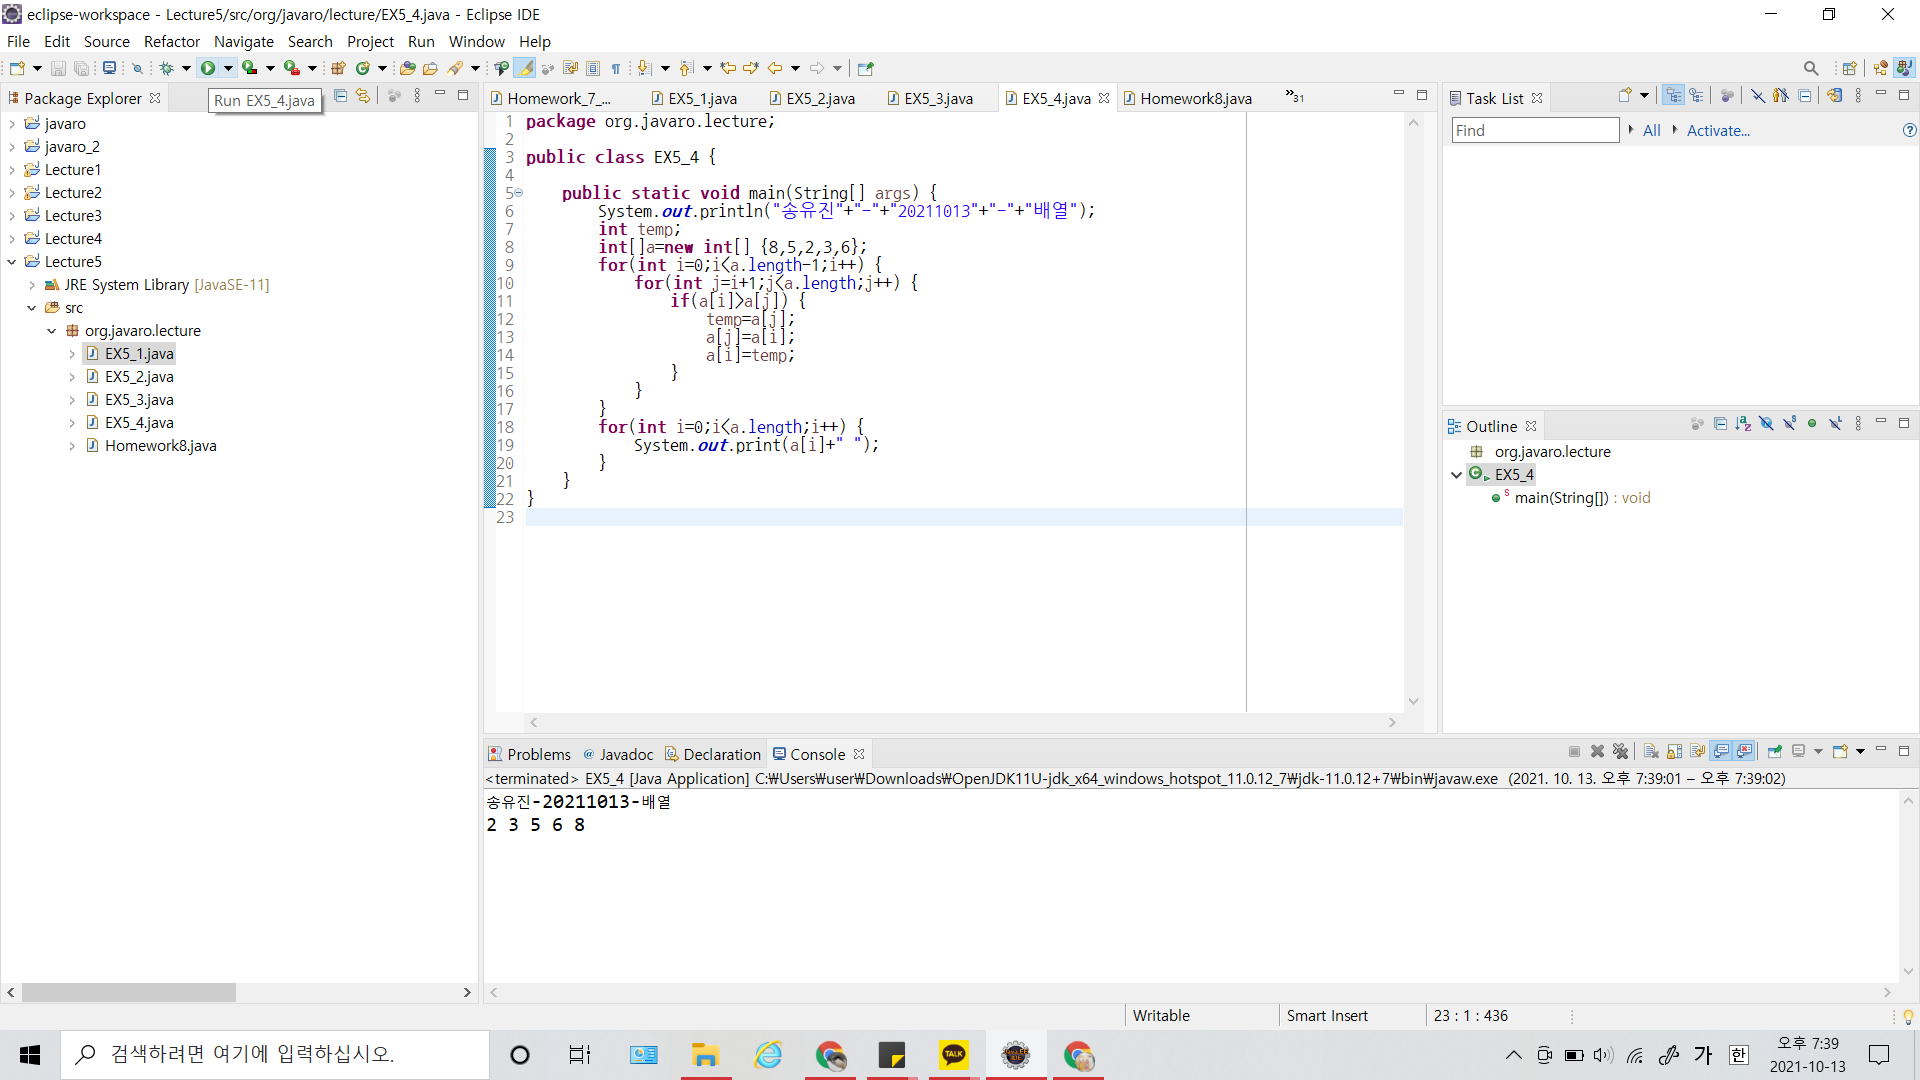 eclipse-workspace - Lecture5/src/org/javaro/lecture/EX5_4.java - Eclipse IDE
File Edit Source Refactor Navigate Search Project Run Window Help
Package Explorer
Run EX5_4.java
javaro
javaro_2
Lecture1
Lecture2
Lecture3
Lecture4
Lecture5
JRE System Library [JavaSE-11]
src
org.javaro.lecture
EX5_1.java
EX5_2.java
EX5_3.java
EX5_4.java
Homework8.java
Homework_7_... EX5_1.java EX5_2.java EX5_3.java EX5_4.java Homework8.java »31
1 package org.javaro.lecture;
2
3 public class EX5_4 {
4
5 public static void main(String[] args) {
6 System.out.println("송유진"+"-"+"20211013"+"-"+"배열");
7 int temp;
8 int[]a=new int[] {8,5,2,3,6};
9 for(int i=0;i<a.length-1;i++) {
10 for(int j=i+1;j<a.length;j++) {
11 if(a[i]>a[j]) {
12 temp=a[j];
13 a[j]=a[i];
14 a[i]=temp;
15 }
16 }
17 }
18 for(int i=0;i<a.length;i++) {
19 System.out.print(a[i]+" ");
20 }
21 }
22 }
23
Task List
Find All Activate...
Outline
org.javaro.lecture
EX5_4
main(String[]) : void
Problems @ Javadoc Declaration Console
<terminated> EX5_4 [Java Application] C:₩Users₩user₩Downloads₩OpenJDK11U-jdk_x64_windows_hotspot_11.0.12_7₩jdk-11.0.12+7₩bin₩javaw.exe (2021. 10. 13. 오후 7:39:01 – 오후 7:39:02)
송유진-20211013-배열
2 3 5 6 8
Writable Smart Insert 23 : 1 : 436
검색하려면 여기에 입력하십시오.
TALK
가 한
오후 7:39
2021-10-13